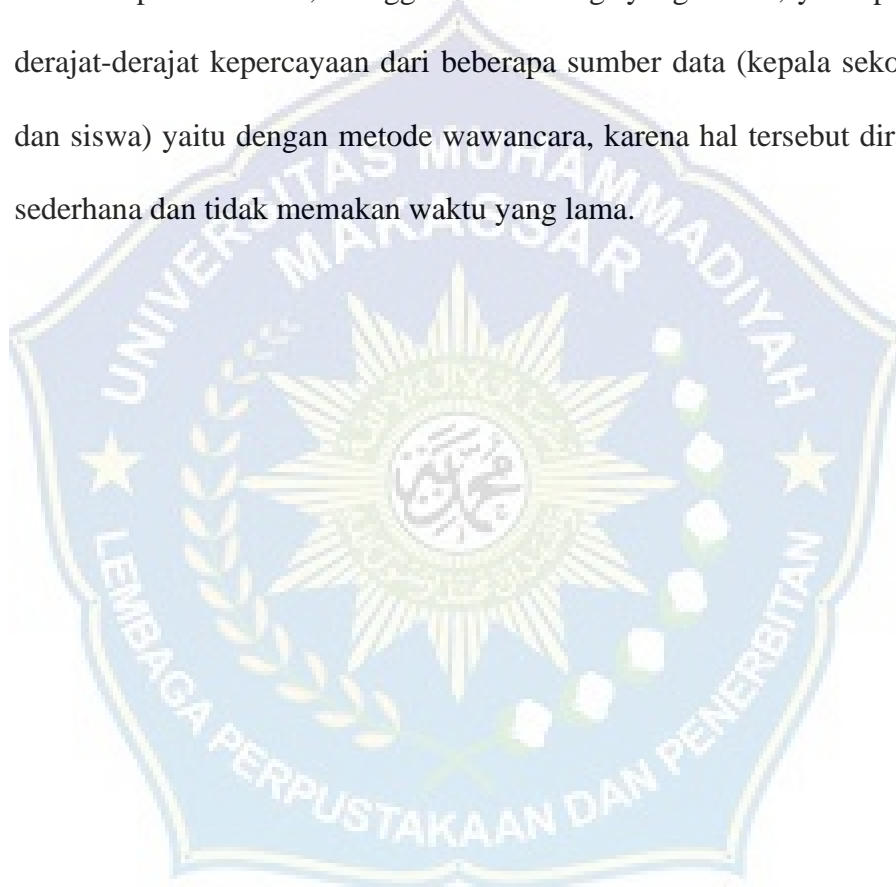 derajat-derajat kepercayaan dari beberapa sumber data (kepala seko
dan siswa) yaitu dengan metode wawancara, karena hal tersebut dir
sederhana dan tidak memakan waktu yang lama.
UNIVERSITAS MUHAMMADIYAH
MAKASSAR
محمد
LEMBAGA PERPUSTAKAAN DAN PENERBITAN